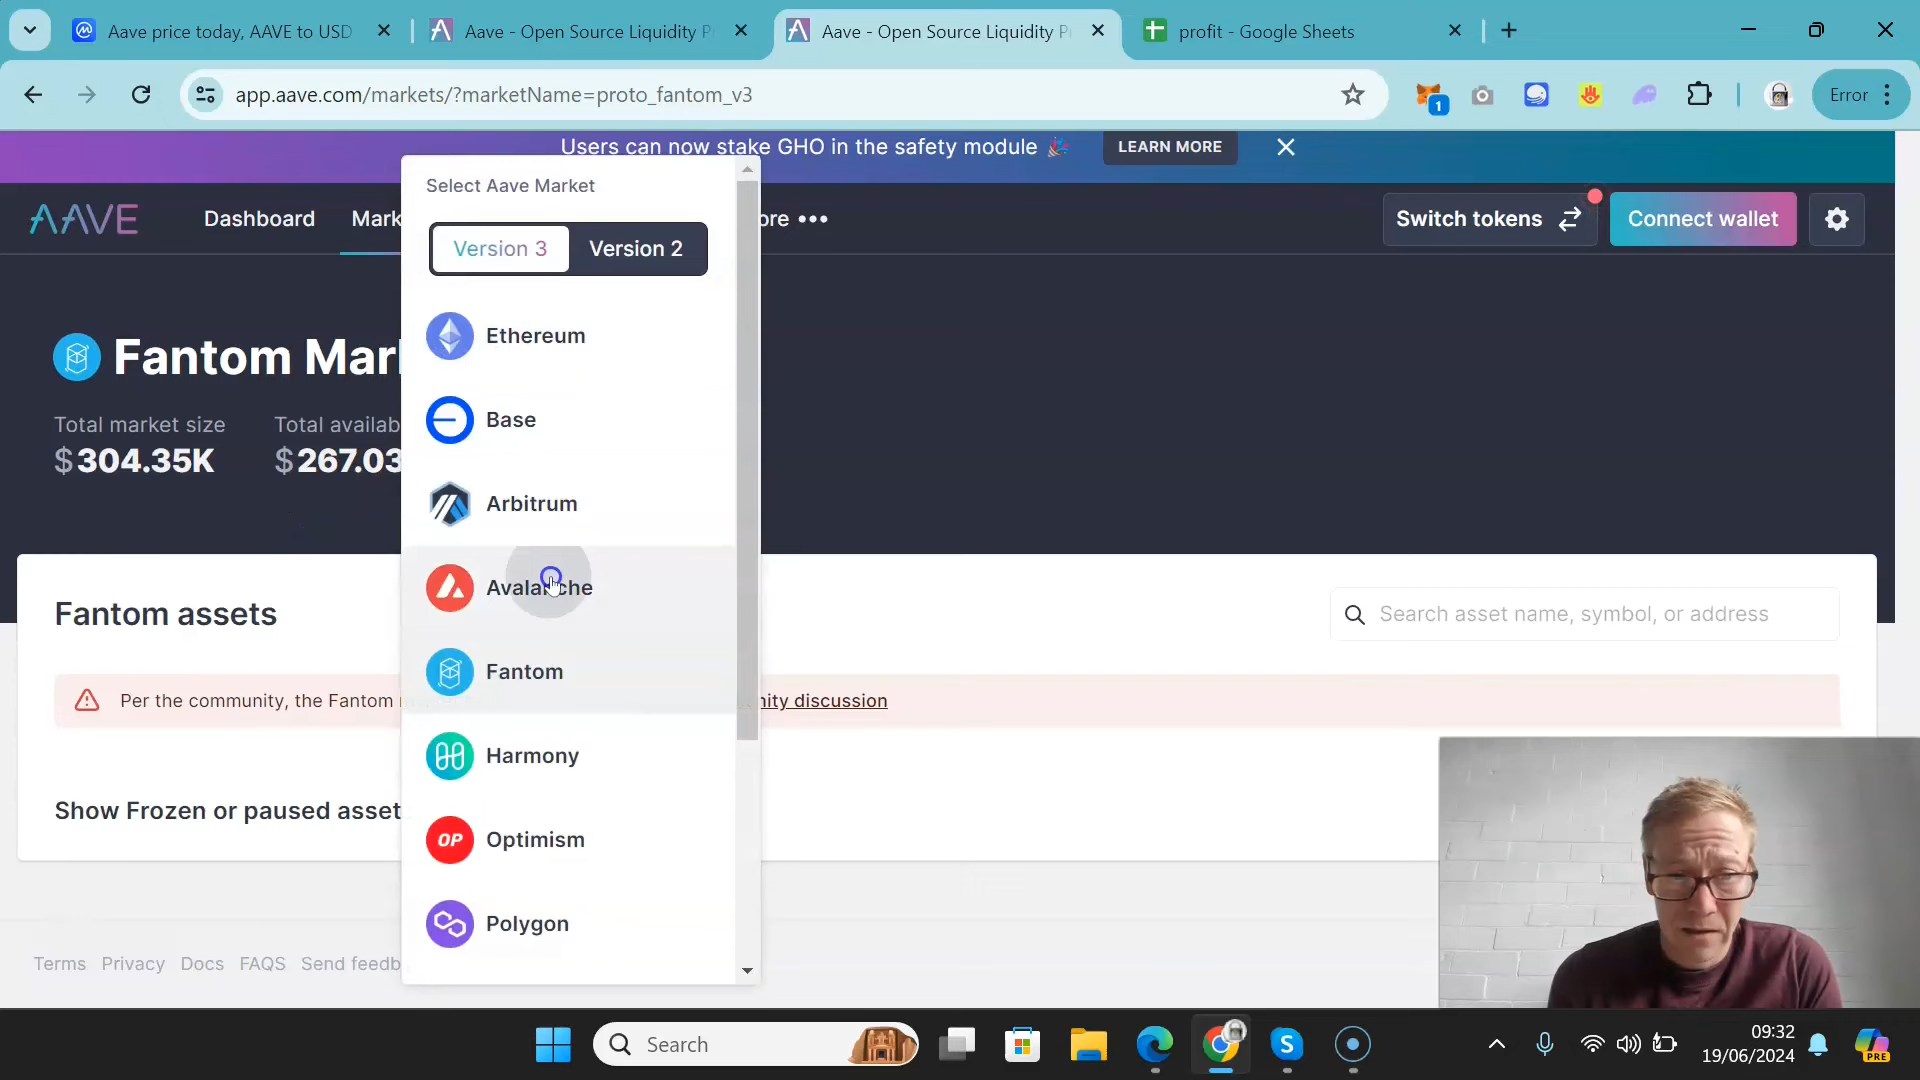 Aave price today, AAVE to USD
Aave - Open Source Liquidity P
Aave - Open Source Liquidity P
profit - Google Sheets
app.aave.com/markets/?marketName=proto_fantom_v3
1
Error
Users can now stake GHO in the safety module
LEARN MORE
AAVE
Dashboard
Mark
ore
Switch tokens
Connect wallet
Select Aave Market
Version 3
Version 2
Ethereum
Base
Arbitrum
Avalanche
Fantom
Harmony
OP
Optimism
Polygon
Fantom Mar
Total market size
Total availab
$304.35K
$267.03
Fantom assets
Search asset name, symbol, or address
Per the community, the Fantom
nity discussion
Show Frozen or paused asset
Terms
Privacy
Docs
FAQS
Send feedb
Search
09:32
19/06/2024
PRE